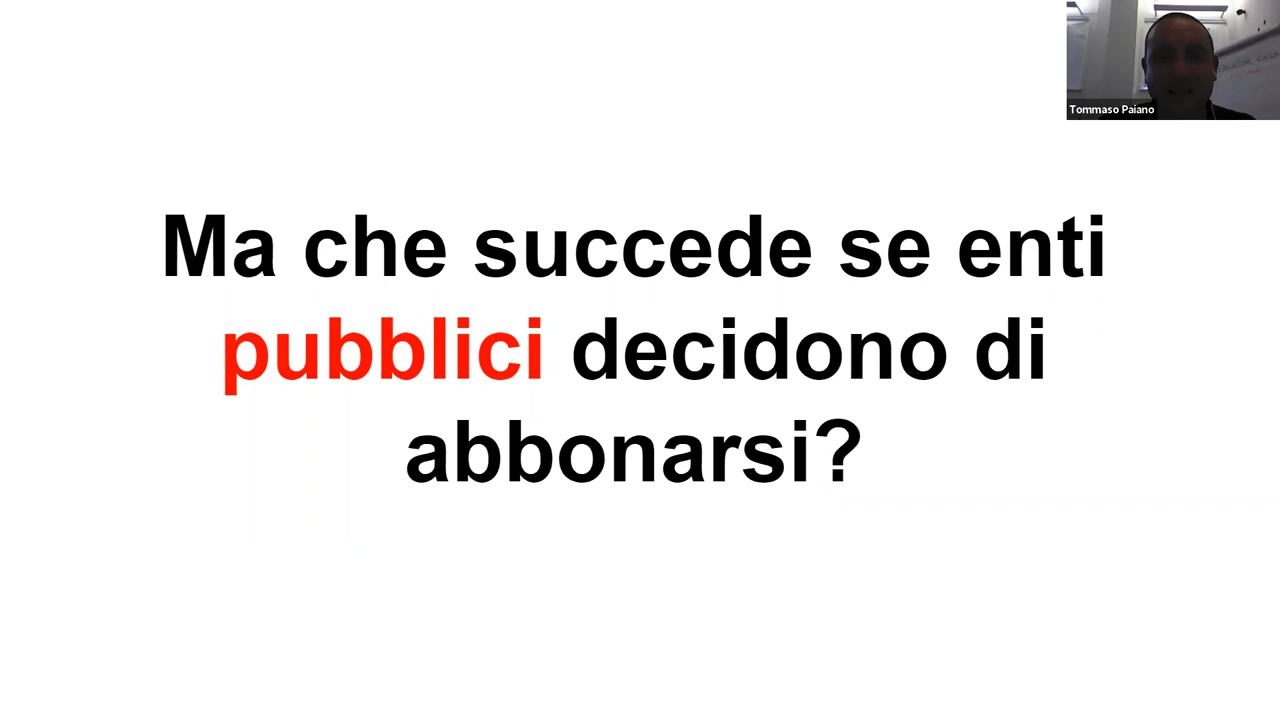 Tommaso Paiano
Ma che succede se enti
pubblici decidono di
abbonarsi?